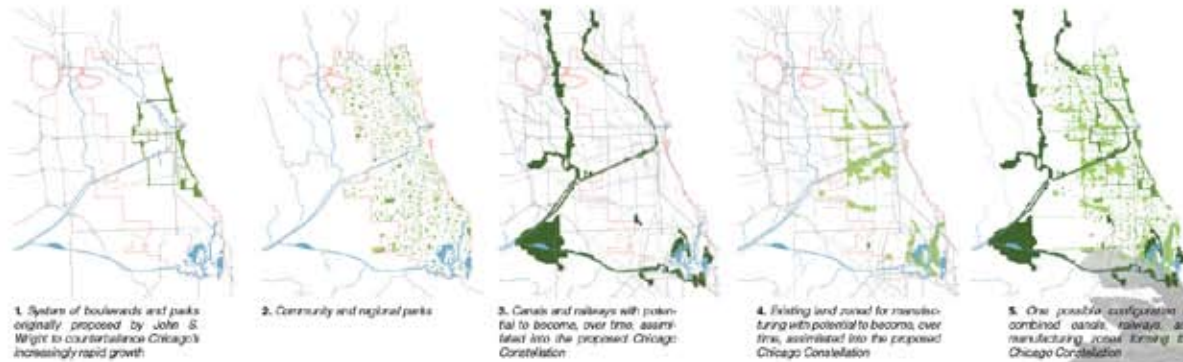 1. System of boulevards and parks
originally proposed by John S.
Wright to counterbalance Chicago's
increasingly rapid growth
2. Community and regional parks
3. Canals and railways with poten-
tial to become, over time, assimi-
lated into the proposed Chicago
Constellation
4. Existing land zoned for manufac-
turing with potential to become, over
time, assimilated into the proposed
Chicago Constellation
5. One possible configuration
combined canals, railways,
manufacturing zones forming
Chicago Constellation